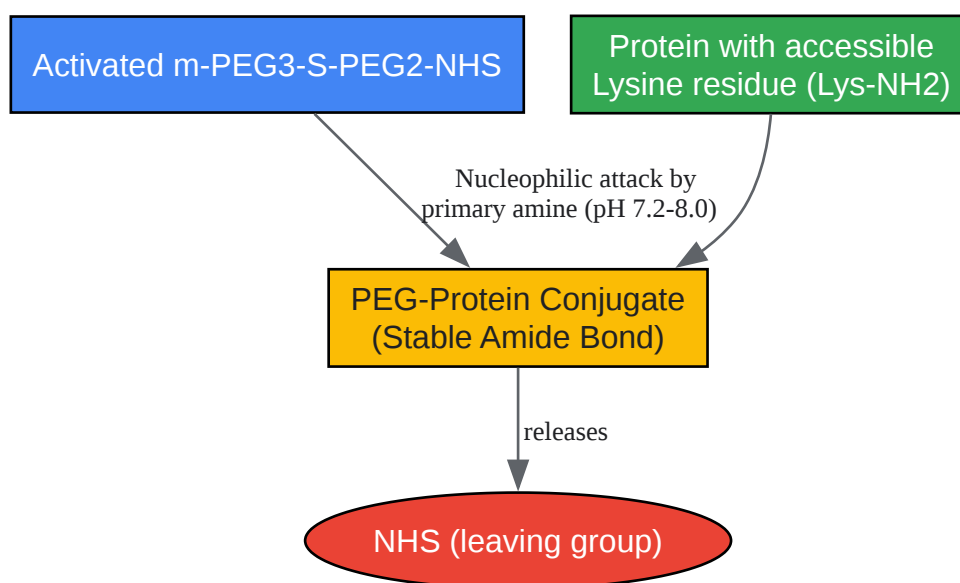 Activated m-PEG3-S-PEG2-NHS
Protein with accessible
Lysine residue (Lys-NH2)
Nucleophilic attack by
primary amine (pH 7.2-8.0)
PEG-Protein Conjugate
(Stable Amide Bond)
releases
NHS (leaving group)